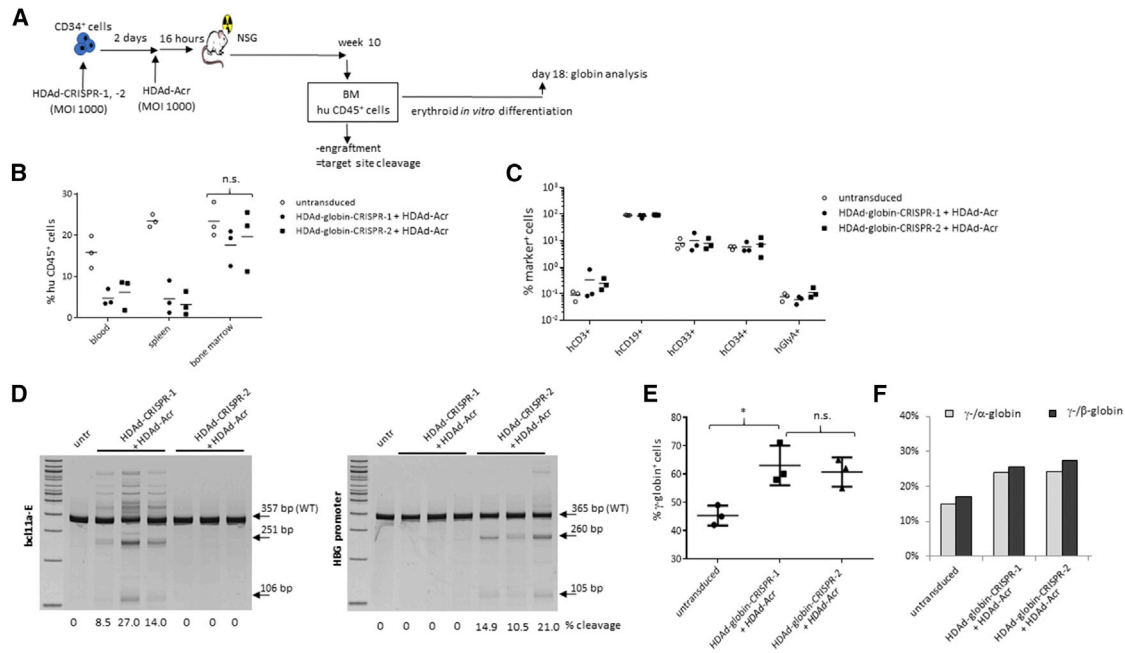 A
CD34+ cells
2 days
16 hours
NSG
week 10
day 18: globin analysis
HDAd-CRISPR-1, -2
(MOI 1000)
HDAd-Acr
(MOI 1000)
BM
hu CD45+ cells
erythroid in vitro differentiation
-engraftment
=target site cleavage
B
n.s.
30
20
10
0
% hu CD45+ cells
blood
spleen
bone marrow
untransduced
HDAd-globin-CRISPR-1 + HDAd-Acr
HDAd-globin-CRISPR-2 + HDAd-Acr
C
10^3
10^2
10^1
10^0
10^-1
10^-2
% marker+ cells
hCD3+
hCD19+
hCD33+
hCD34+
hGlyA+
untransduced
HDAd-globin-CRISPR-1 + HDAd-Acr
HDAd-globin-CRISPR-2 + HDAd-Acr
D
untr
HDAd-CRISPR-1
+ HDAd-Acr
HDAd-CRISPR-2
+ HDAd-Acr
bcl11a-E
357 bp (WT)
251 bp
106 bp
0 8.5 27.0 14.0 0 0 0
untr
HDAd-CRISPR-1
+ HDAd-Acr
HDAd-CRISPR-2
+ HDAd-Acr
HBG promoter
365 bp (WT)
260 bp
105 bp
0 0 0 0 14.9 10.5 21.0 % cleavage
E
*
n.s.
80
70
60
50
40
30
% γ-globin+ cells
untransduced
HDAd-globin-CRISPR-1
+ HDAd-Acr
HDAd-globin-CRISPR-2
+ HDAd-Acr
F
γ-/α-globin
γ-/β-globin
40%
30%
20%
10%
0%
untransduced
HDAd-globin-CRISPR-1
+ HDAd-Acr
HDAd-globin-CRISPR-2
+ HDAd-Acr